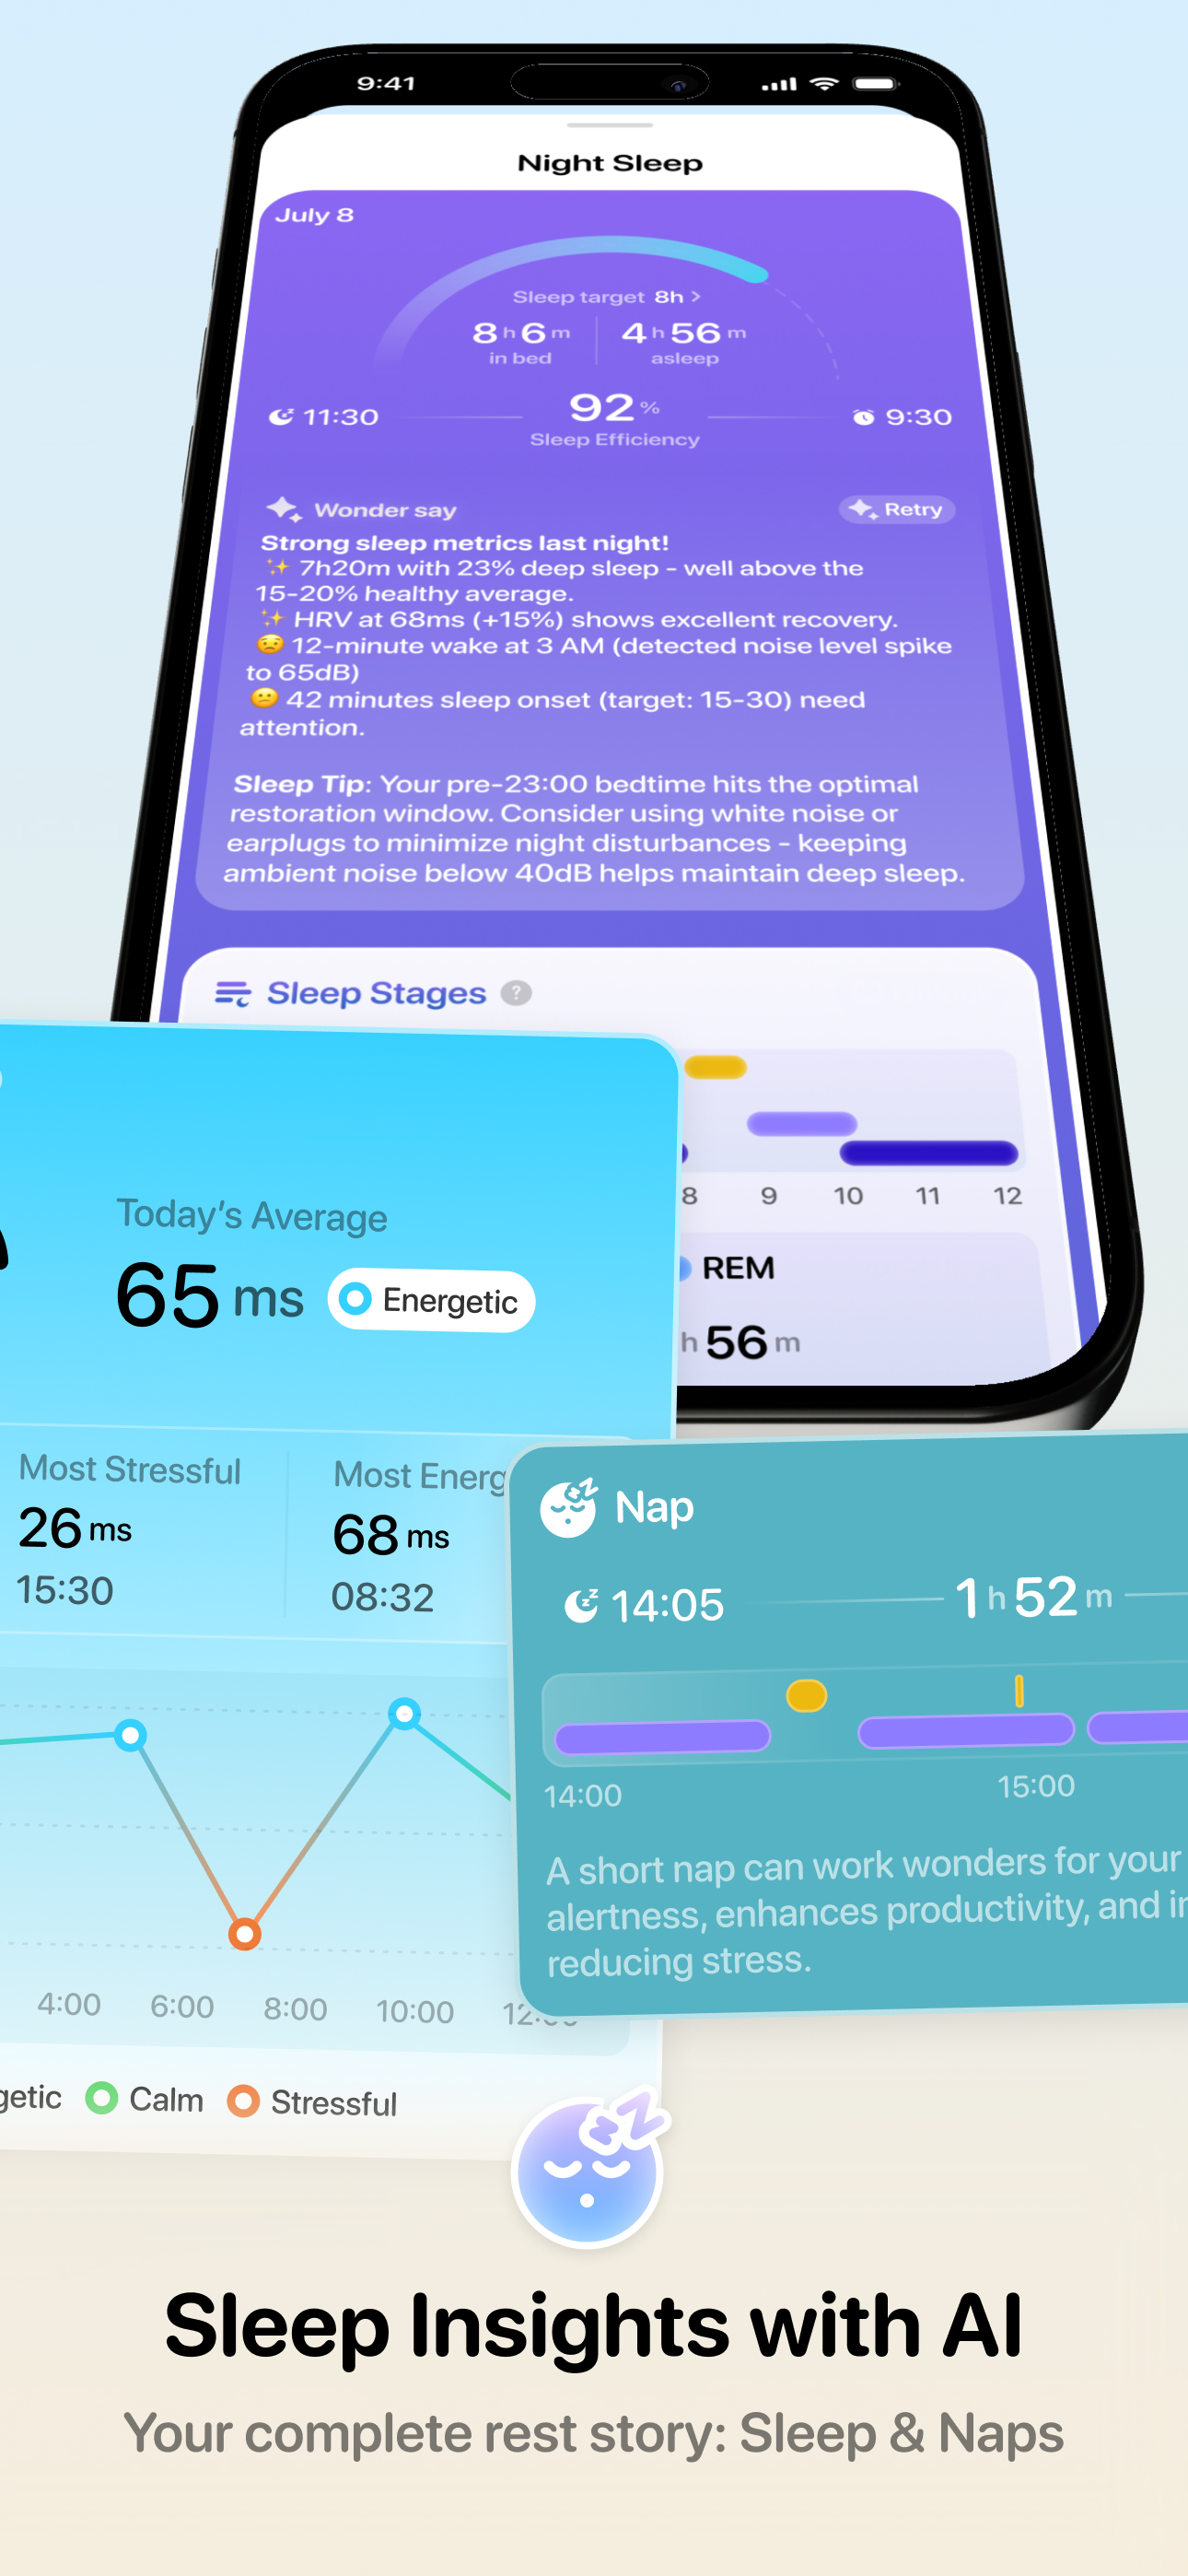 9:41
Night Sleep
July 8
Sleep target 8h >
8 h 6 m
in bed
4 h 56 m
asleep
11:30
92 %
Sleep Efficiency
9:30
Wonder say
Retry
Strong sleep metrics last night!
✨ 7h20m with 23% deep sleep - well above the
15-20% healthy average.
✨ HRV at 68ms (+15%) shows excellent recovery.
😟 12-minute wake at 3 AM (detected noise level spike
to 65dB)
😕 42 minutes sleep onset (target: 15-30) need
attention.
Sleep Tip: Your pre-23:00 bedtime hits the optimal
restoration window. Consider using white noise or
earplugs to minimize night disturbances - keeping
ambient noise below 40dB helps maintain deep sleep.
Sleep Stages ?
8 9 10 11 12
REM
h 56 m
Today's Average
65 ms
Energetic
Most Stressful
26 ms
15:30
Most Energ
68 ms
08:32
4:00 6:00 8:00 10:00
getic Calm Stressful
Nap
14:05
1 h 52 m
14:00 15:00
A short nap can work wonders for your
alertness, enhances productivity, and
reducing stress.
Sleep Insights with AI
Your complete rest story: Sleep & Naps